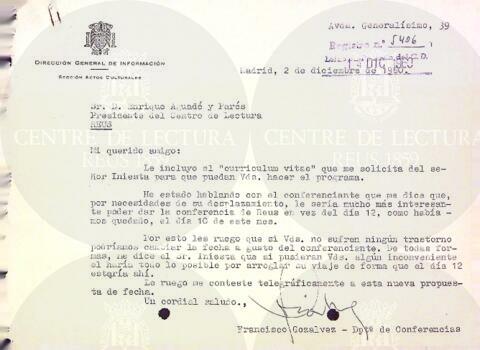 Avda. Generalísimo, 39
DIRECCIÓN GENERAL DE INFORMACIÓN
SECCIÓN ACTOS CULTURALES
Registro n.º 5406
DIC 1960
Madrid, 2 de diciembre de 1960.
Sr. D. Enrique Aguadé y Parés
Presidente del Centro de Lectura
REUS
CENTRE DE LECTURA
REUS 1859
Mi querido amigo:
Le incluyo el "curriculum vitae" que me solicita del se-
ñor Iniesta para que puedan Vds. hacer el programa.
He estado hablando con el conferenciante que me dice que,
por necesidades de su desplazamiento, le sería mucho más interesan-
te poder dar la conferencia de Reus en vez del día 12, como había-
mos quedado, el día 10 de este mes.
Por esto les ruego que si Vds. no sufren ningún trastorno
podríamos cambiar la fecha a gusto del conferenciante. De todas for-
mas, me dice el Sr. Iniesta que si pusieran Vds. algún inconveniente
él haría todo lo posible por arreglar su viaje de forma que el día 12
estaría ahí.
Le ruego me conteste telegráficamente a esta nueva propues-
ta de fecha.
Un cordial saludo.,
Francisco Gozalvez - Dptº de Conferencias